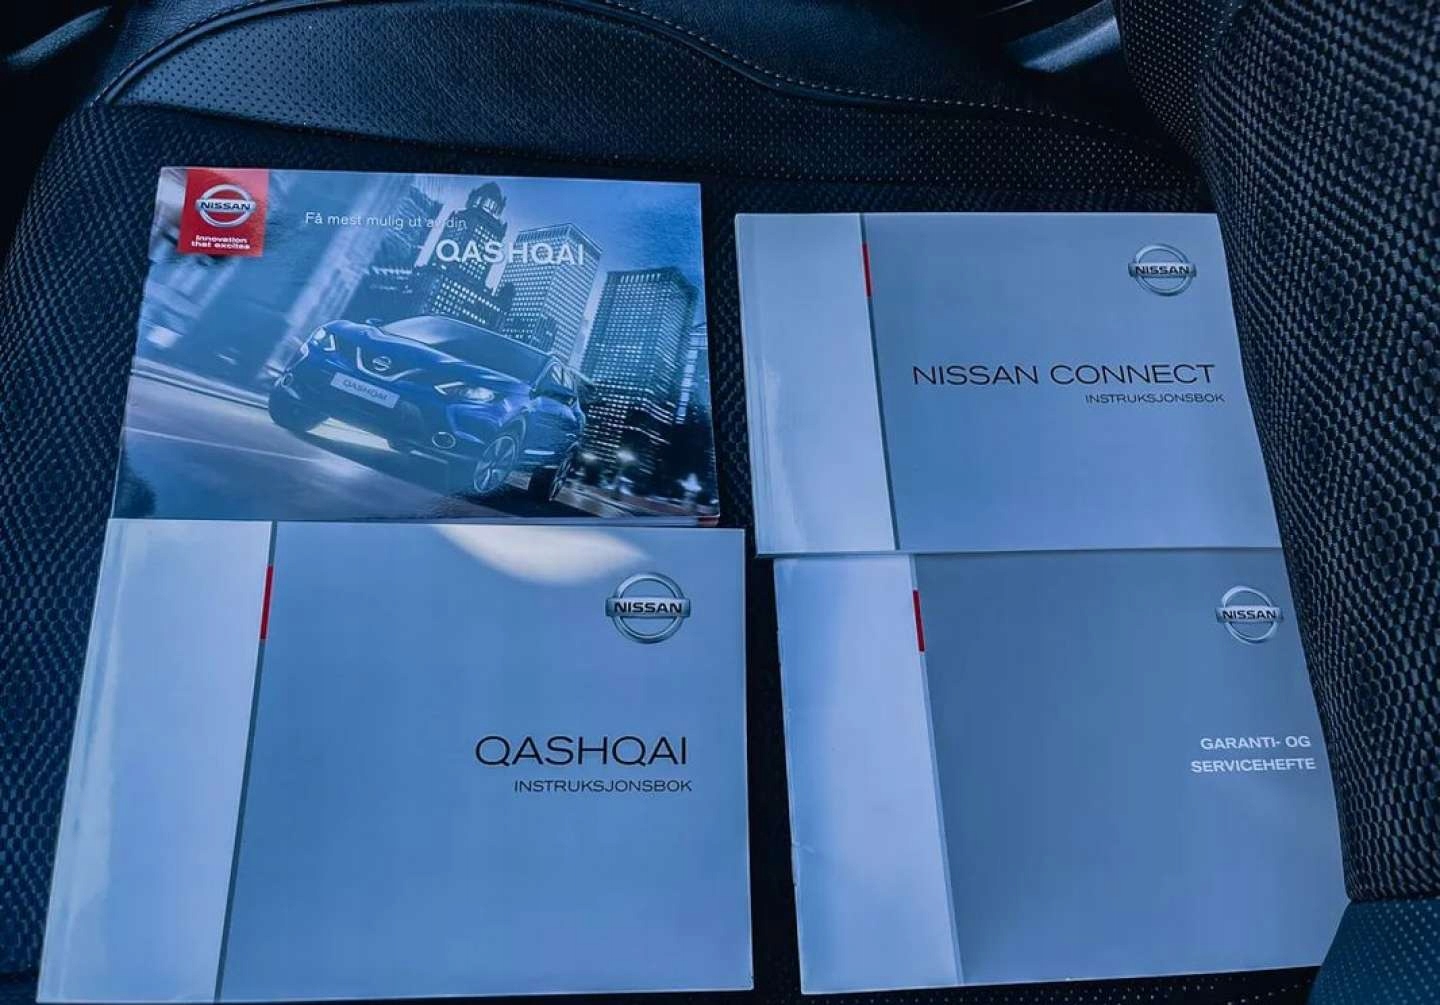 NISSAN
Innovation
that excites
Få mest mulig ut av din
QASHQAI
QASHQAI
NISSAN
NISSAN CONNECT
INSTRUKSJONSBOK
NISSAN
QASHQAI
INSTRUKSJONSBOK
NISSAN
GARANTI- OG
SERVICEHEFTE